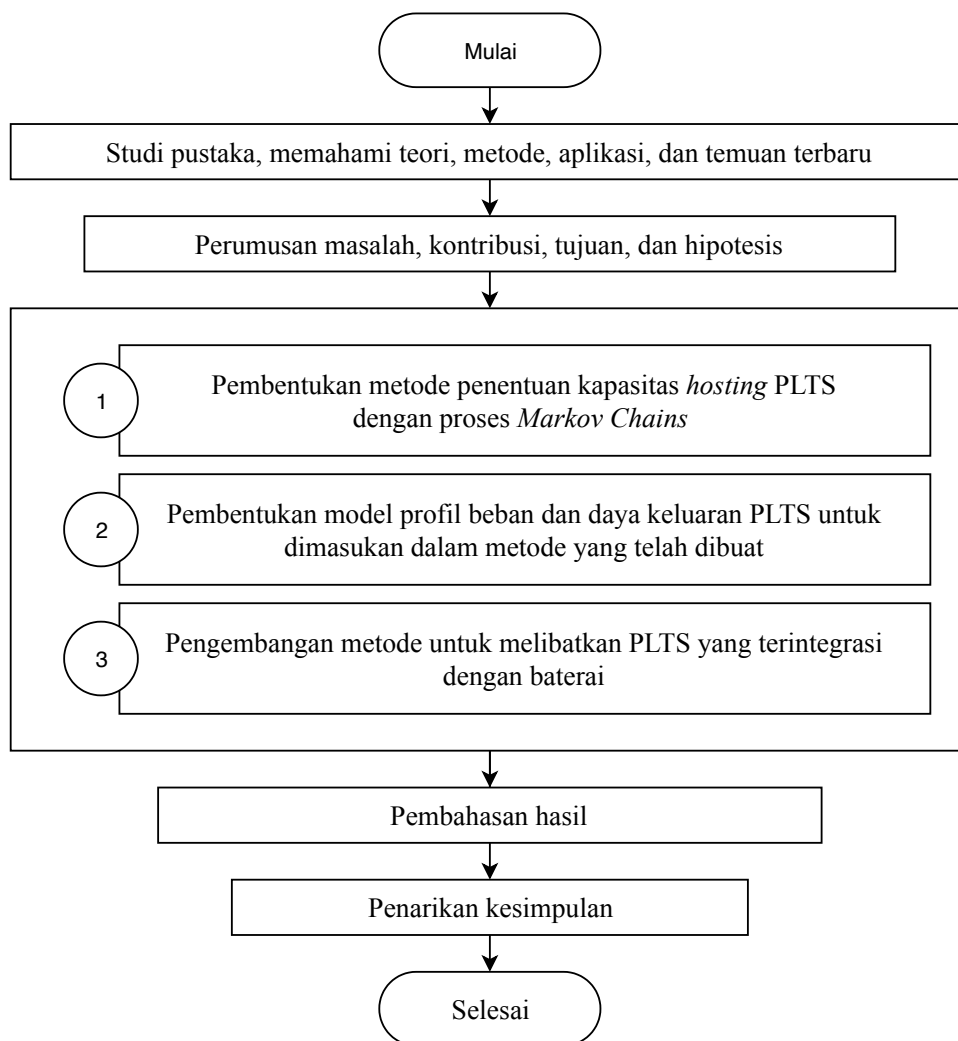 Mulai
Studi pustaka, memahami teori, metode, aplikasi, dan temuan terbaru
Perumusan masalah, kontribusi, tujuan, dan hipotesis
1
Pembentukan metode penentuan kapasitas hosting PLTS
dengan proses Markov Chains
2
Pembentukan model profil beban dan daya keluaran PLTS untuk
dimasukan dalam metode yang telah dibuat
3
Pengembangan metode untuk melibatkan PLTS yang terintegrasi
dengan baterai
Pembahasan hasil
Penarikan kesimpulan
Selesai